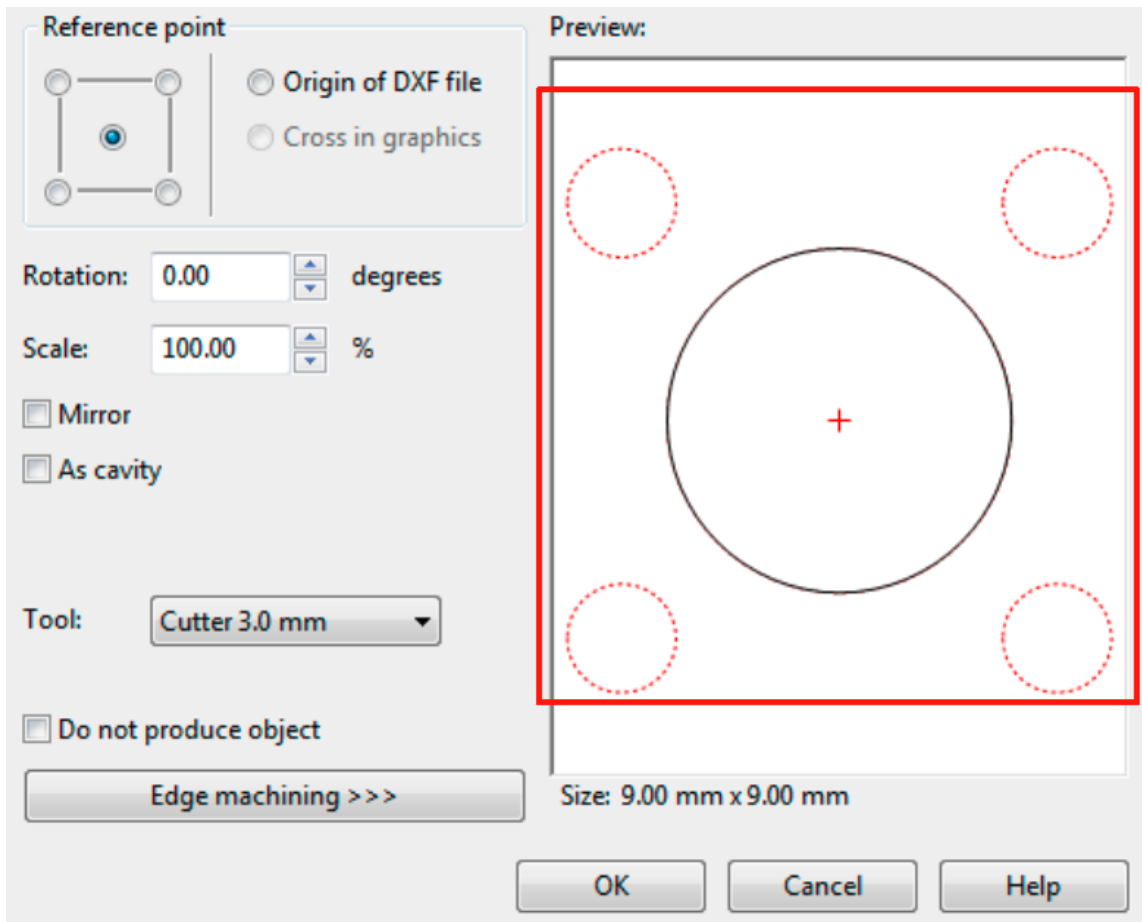 Reference point
Origin of DXF file
Cross in graphics
Rotation: 0.00 degrees
Scale: 100.00 %
Mirror
As cavity
Tool: Cutter 3.0 mm
Do not produce object
Edge machining >>>
Preview:
Size: 9.00 mm x 9.00 mm
OK Cancel Help